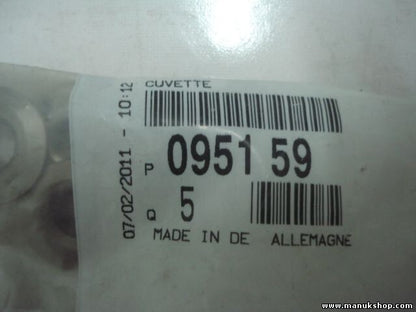 CUVETTE
P 0951 59
Q 5
MADE IN DE ALLEMAGNE
07/02/2011 - 10:12
www.manukshop.com